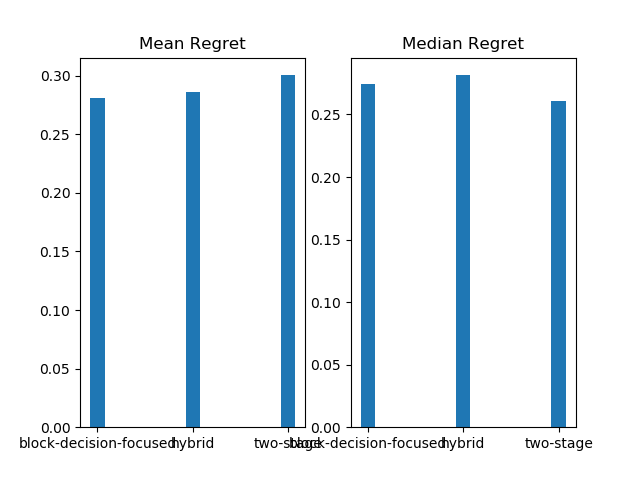 Mean Regret
0.30
0.25
0.20
0.15
0.10
0.05
0.00
block-decision-focused
hybrid
two-stage
Median Regret
0.25
0.20
0.15
0.10
0.05
0.00
block-decision-focused
hybrid
two-stage